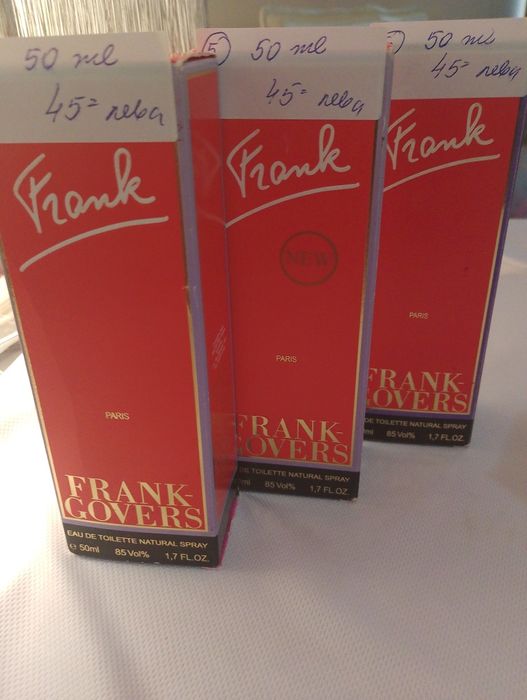 50 ml
45= лева
Frank
PARIS
FRANK-
GOVERS
EAU DE TOILETTE NATURAL SPRAY
℮ 50ml 85 Vol% 1,7 FL.OZ.
5 50 ml
45= лева
Frank
NEW
PARIS
FRANK-
GOVERS
DE TOILETTE NATURAL SPRAY
ml 85 Vol% 1,7 FL.OZ.
50 ml
45= лева
Frank
PARIS
FRANK-
GOVERS
DE TOILETTE NATURAL SPRAY
ml 85 Vol% 1,7 FL.OZ.